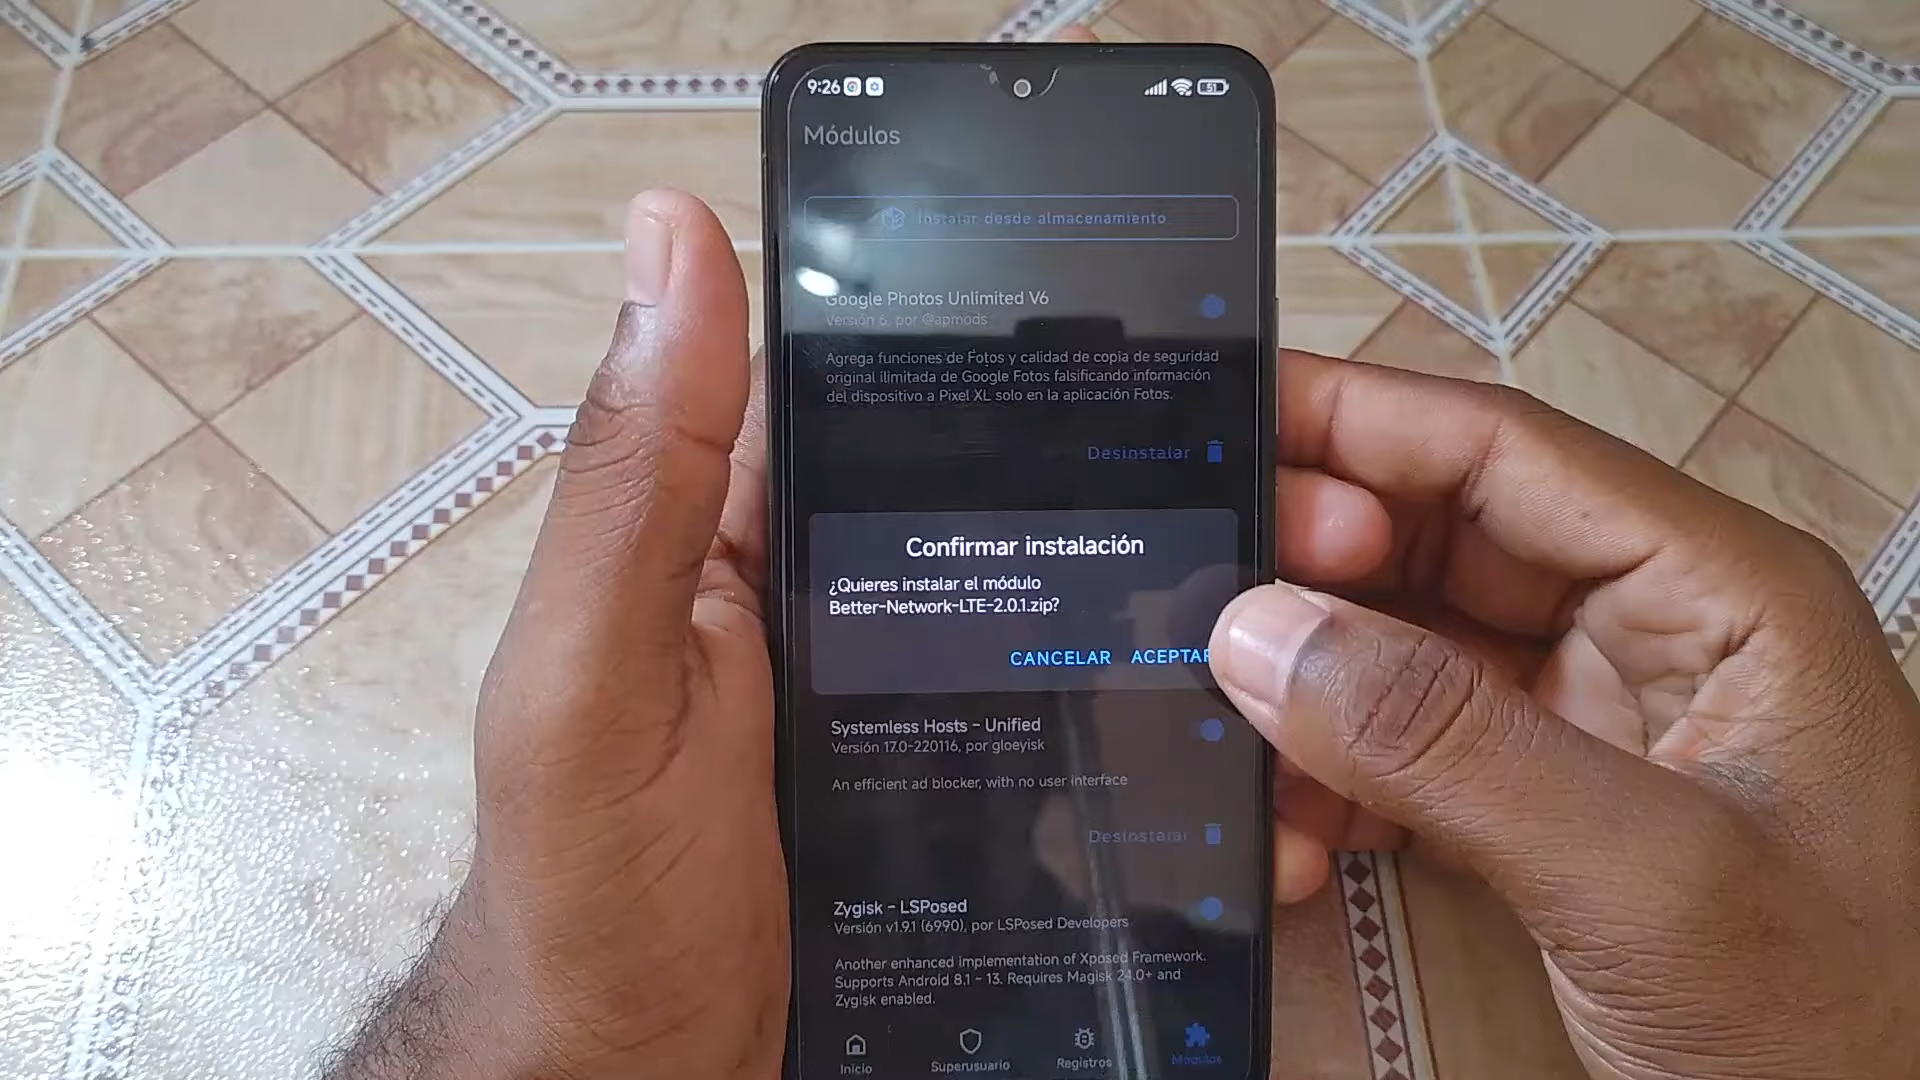 9:26
51
Módulos
Instalar desde almacenamiento
Google Photos Unlimited V6
Versión 6, por @apmods
Agrega funciones de Fotos y calidad de copia de seguridad
original ilimitada de Google Fotos falsificando información
del dispositivo a Pixel XL solo en la aplicación Fotos.
Desinstalar
Confirmar instalación
¿Quieres instalar el módulo
Better-Network-LTE-2.0.1.zip?
CANCELAR ACEPTAR
Systemless Hosts - Unified
Versión 17.0-220116, por gloeyisk
An efficient ad blocker, with no user interface
Desinstalar
Zygisk - LSPosed
Versión v1.9.1 (6990), por LSPosed Developers
Another enhanced implementation of Xposed Framework.
Supports Android 8.1 - 13. Requires Magisk 24.0+ and
Zygisk enabled.
Inicio Superusuario Registros Módulos